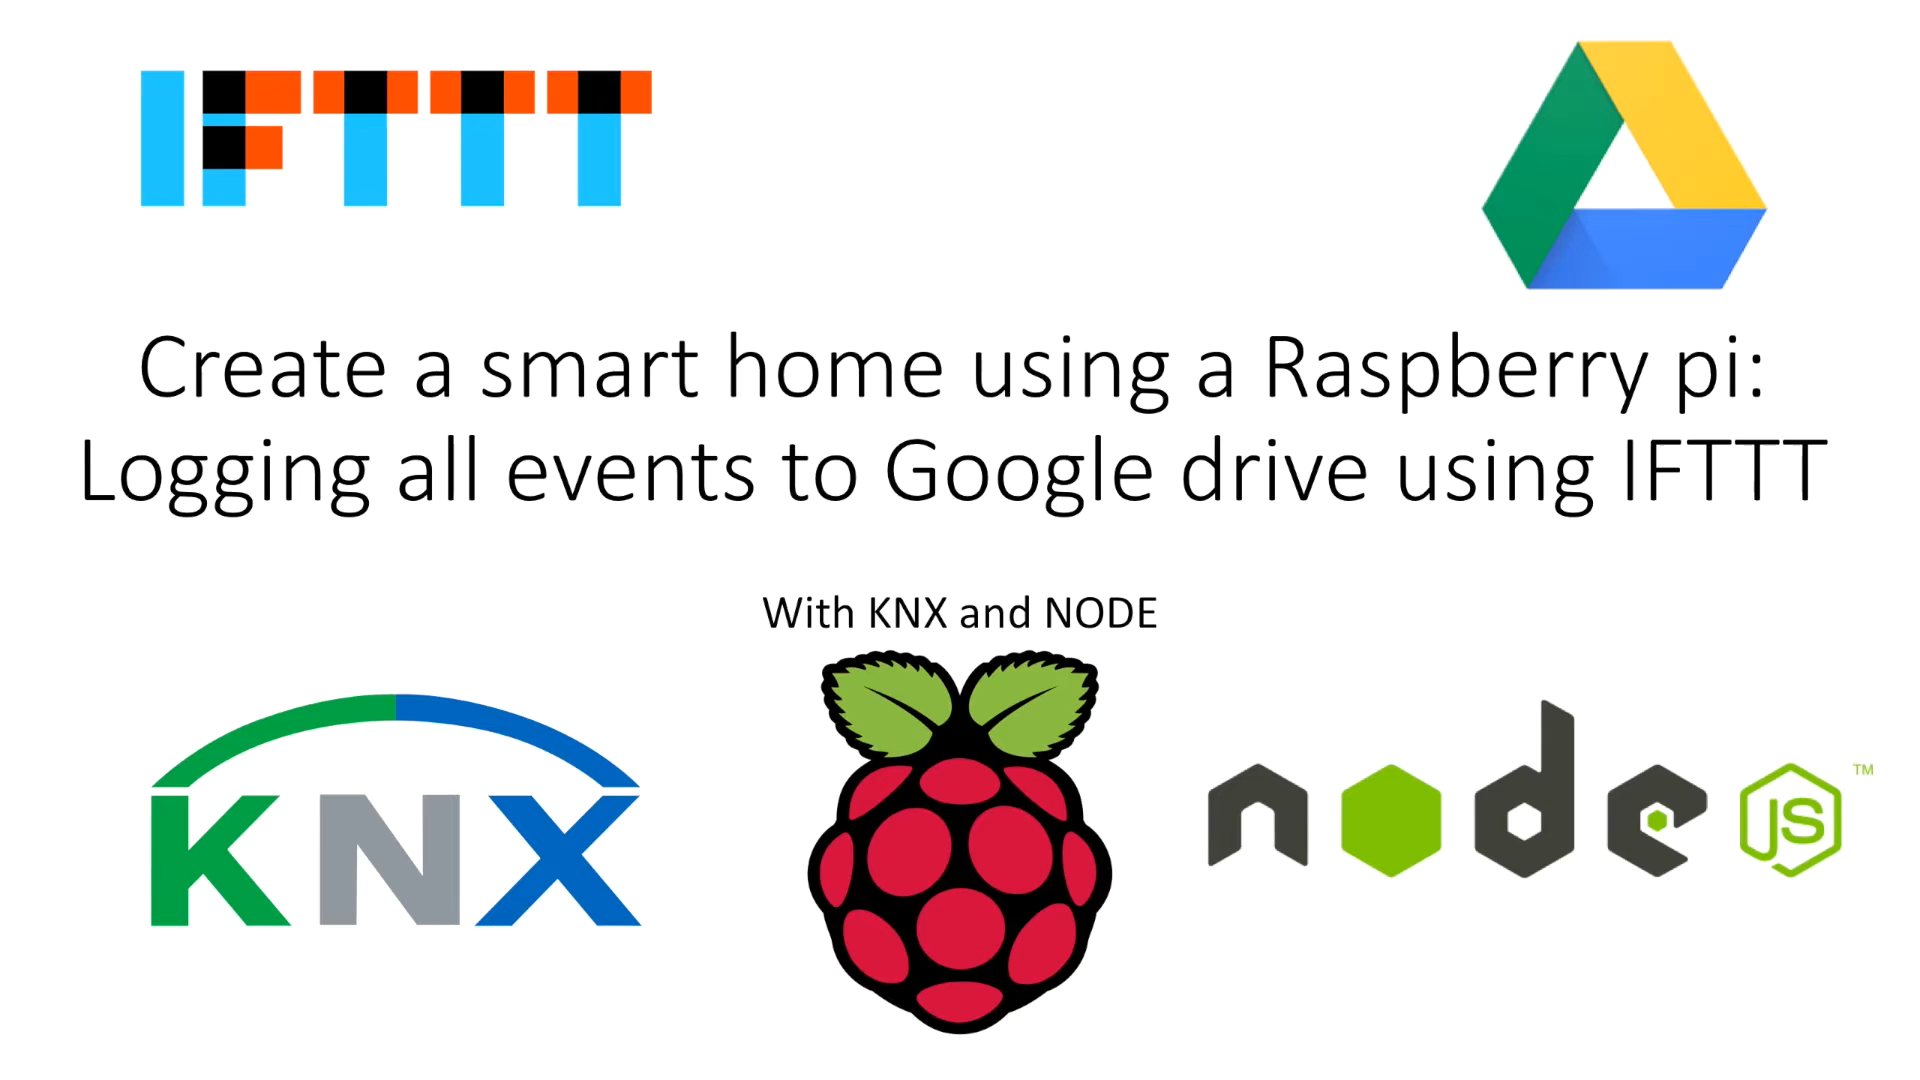 IFTTT
Create a smart home using a Raspberry pi:
Logging all events to Google drive using IFTTT
With KNX and NODE
KNX
node JS ™